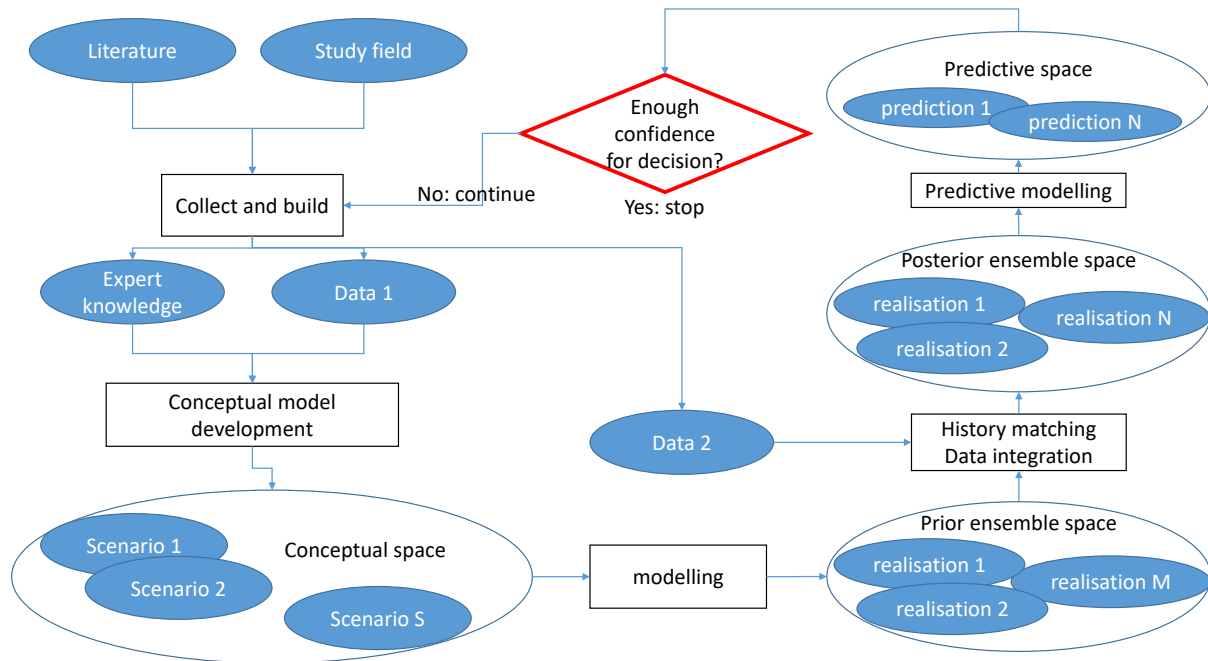 Literature
Study field
Enough
confidence
for decision?
Predictive space
prediction 1
prediction N
Collect and build
No: continue
Yes: stop
Predictive modelling
Expert
knowledge
Data 1
Posterior ensemble space
realisation 1
realisation N
realisation 2
Conceptual model
development
Data 2
History matching
Data integration
Scenario 1
Scenario 2
Conceptual space
Scenario S
modelling
Prior ensemble space
realisation 1
realisation M
realisation 2